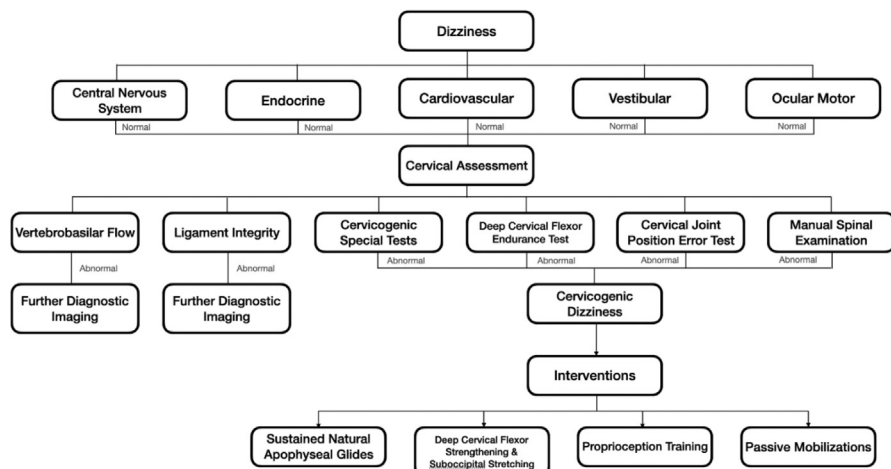 Dizziness
Central Nervous
System
Endocrine
Cardiovascular
Vestibular
Ocular Motor
Normal
Normal
Normal
Normal
Normal
Cervical Assessment
Vertebrobasilar Flow
Ligament Integrity
Cervicogenic
Special Tests
Deep Cervical Flexor
Endurance Test
Cervical Joint
Position Error Test
Manual Spinal
Examination
Abnormal
Abnormal
Abnormal
Abnormal
Abnormal
Abnormal
Further Diagnostic
Imaging
Further Diagnostic
Imaging
Cervicogenic
Dizziness
Interventions
Sustained Natural
Apophyseal Glides
Deep Cervical Flexor
Strengthening &
Suboccipital Stretching
Proprioception Training
Passive Mobilizations